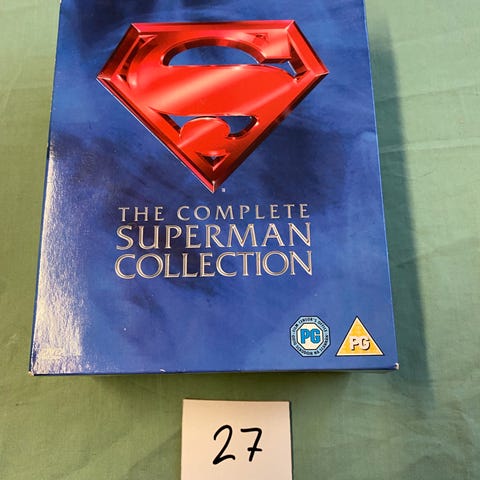 THE COMPLETE
SUPERMAN
COLLECTION
PG PG
27